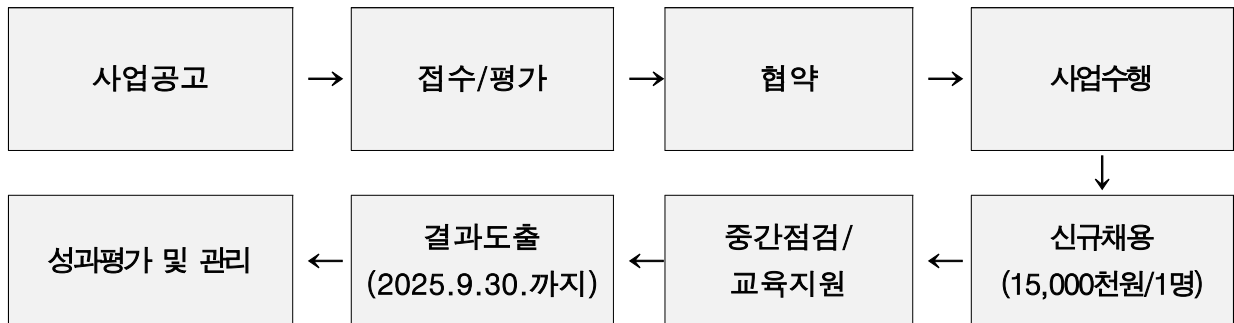 사업공고 → 접수/평가 → 협약 → 사업수행
↓
신규채용
(15,000천원/1명)
←
중간점검/
교육지원
←
결과도출
(2025.9.30.까지)
←
성과평가 및 관리